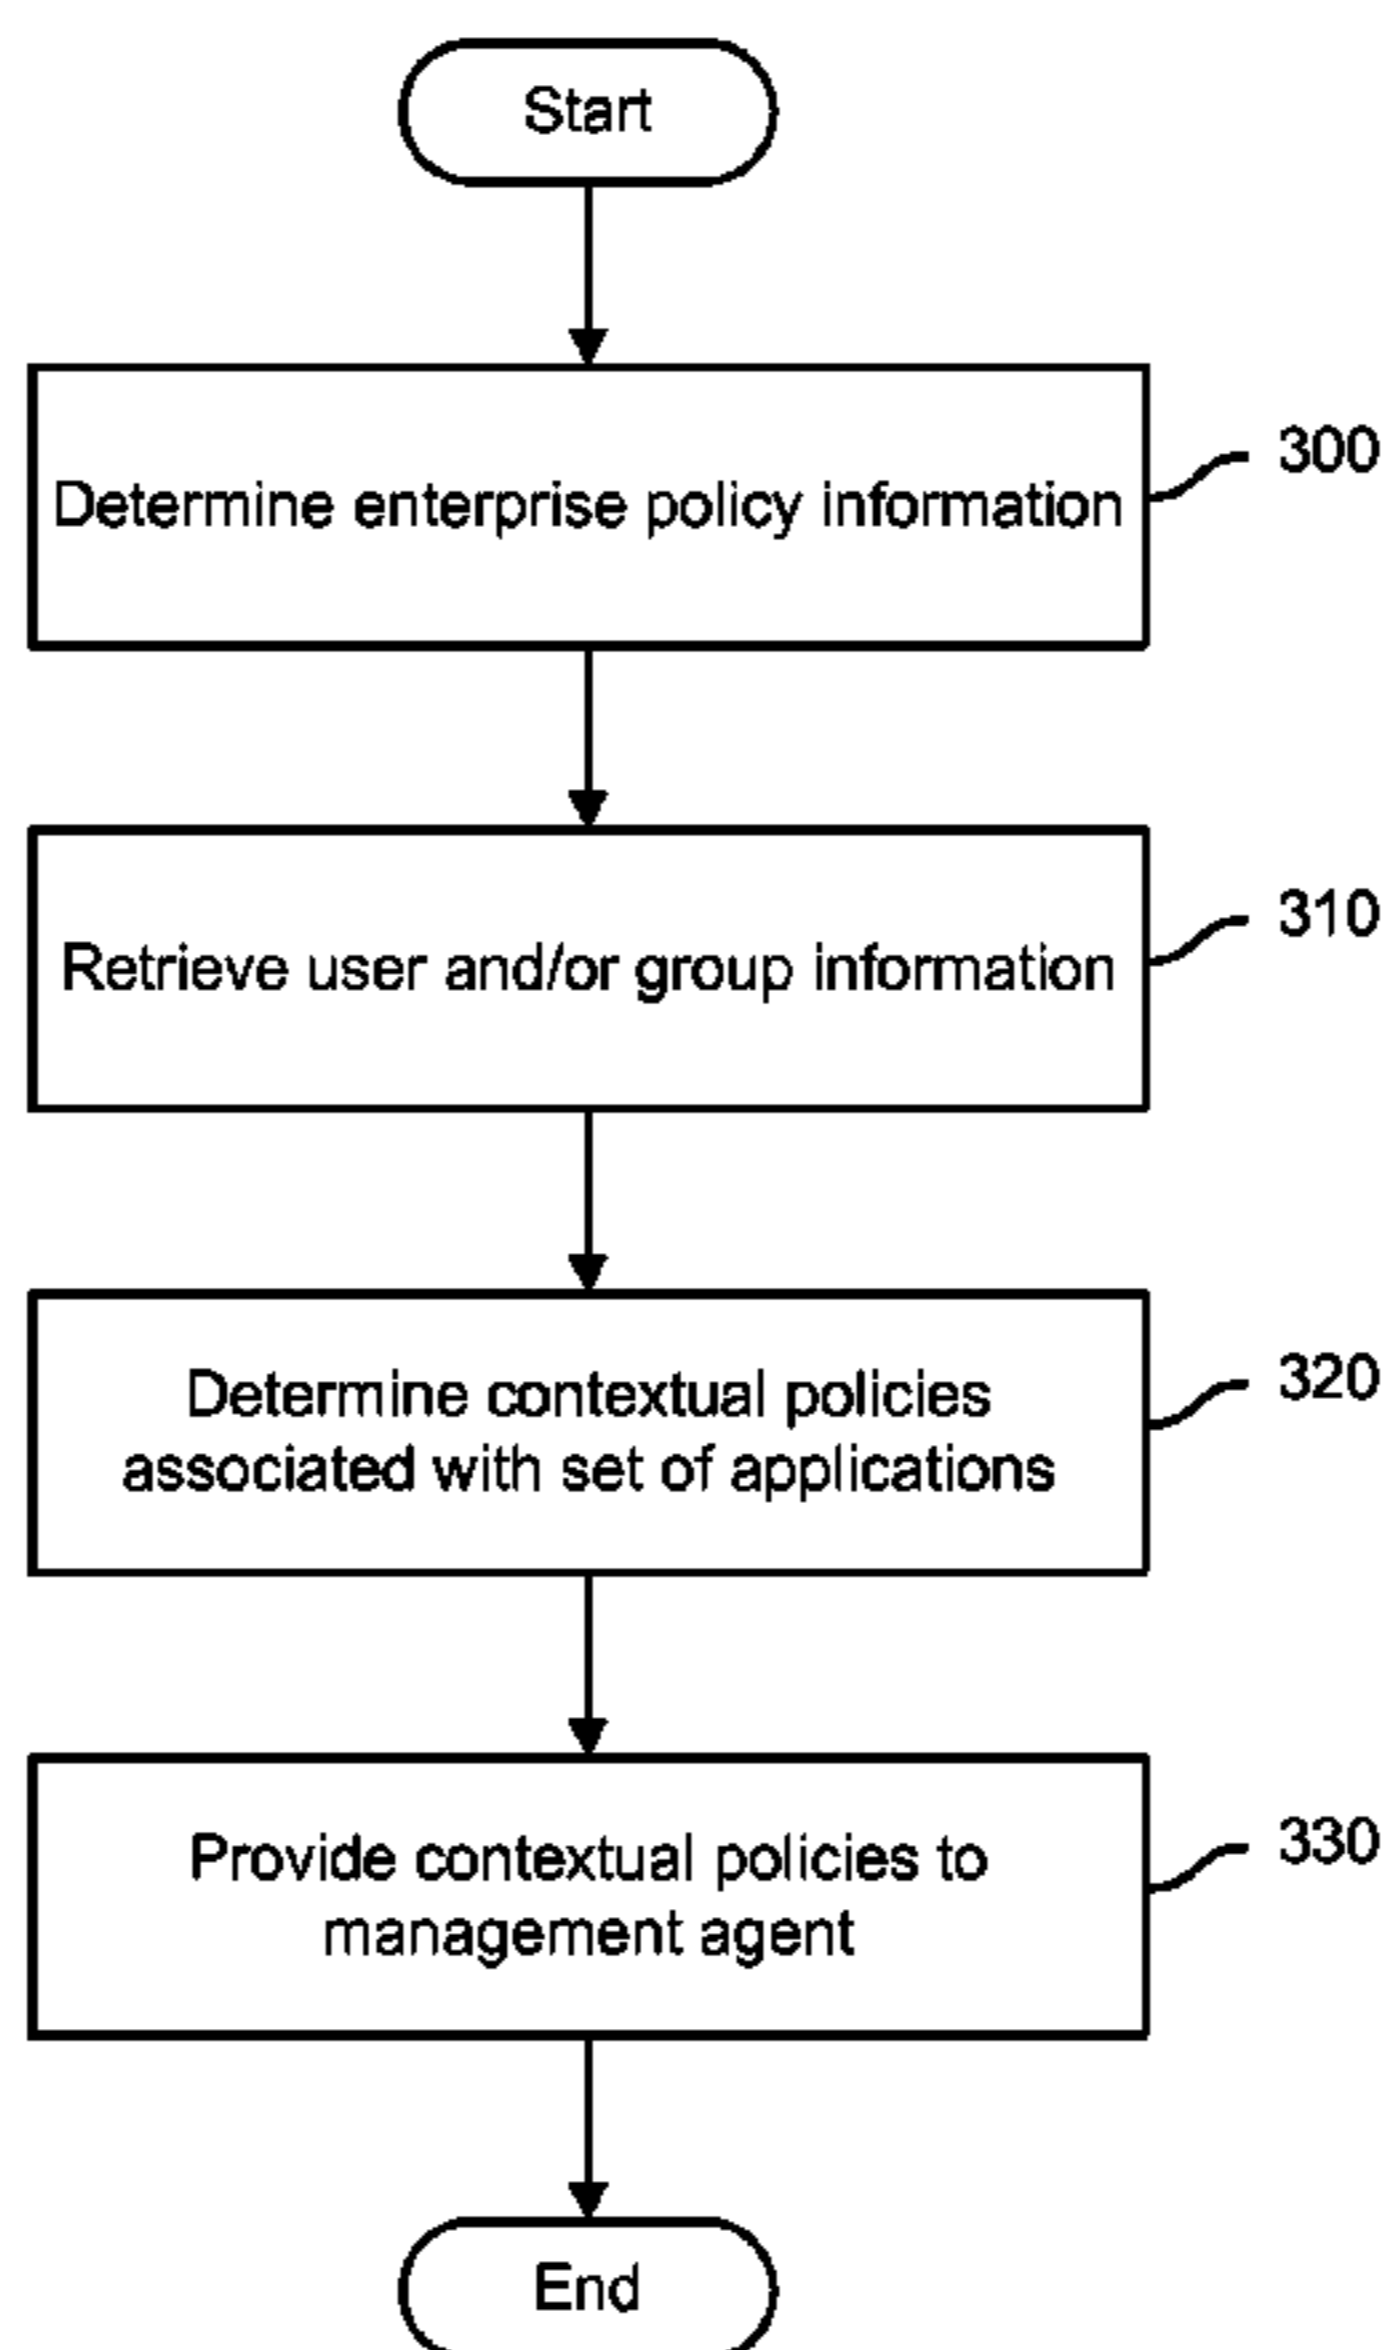 Start
Determine enterprise policy information
300
Retrieve user and/or group information
310
Determine contextual policies
associated with set of applications
320
Provide contextual policies to
management agent
330
End